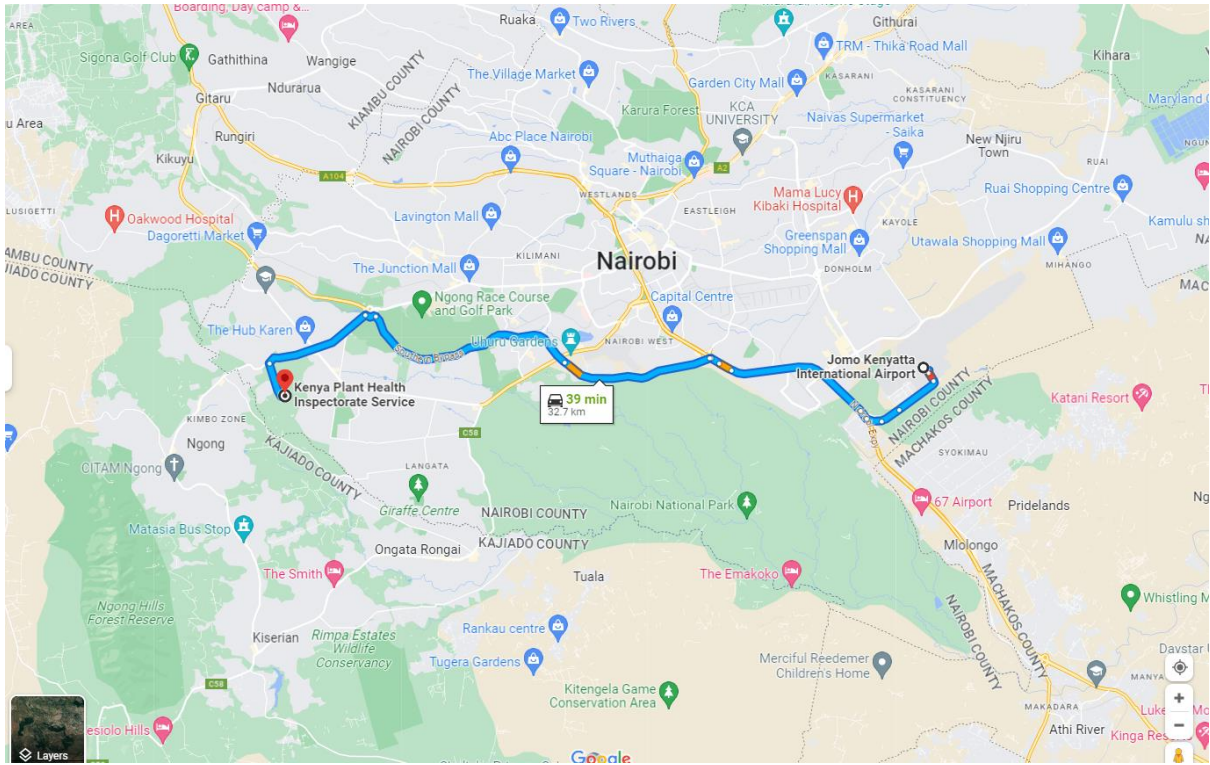 Boarding, Day camp &...
Ruaka
Two Rivers
Githurai
AREA
Sigona Golf Club
Gathithina
Wangige
TRM - Thika Road Mall
Kihara
Ndurarua
KIAMBU COUNTY
NAIROBI COUNTY
The Village Market
Garden City Mall
KASARANI
KASARANI
CONSTITUENCY
Gitaru
Karura Forest
KCA
UNIVERSITY
Maryland
u Area
Rungiri
Abc Place Nairobi
Naivas Supermarket
- Saika
New Njiru
Town
Kikuyu
Muthaiga
Square - Nairobi
A2
RUAI
A104
WESTLANDS
Mama Lucy
Kibaki Hospital
Ruai Shopping Centre
LUSIGETTI
Oakwood Hospital
Lavington Mall
EASTLEIGH
KAYOLE
Kamulu
Dagoretti Market
Greenspan
Shopping Mall
Utawala Shopping Mall
KILIMANI
Nairobi
The Junction Mall
DONHOLM
MIHANGO
Ngong Race Course
and Golf Park
Capital Centre
The Hub Karen
Uhuru Gardens
NAIROBI WEST
Southern Bypass
Jomo Kenyatta
International Airport
Kenya Plant Health
Inspectorate Service
39 min
32.7 km
NAIROBI COUNTY
MACHAKOS COUNTY
Katani Resort
KIMBO ZONE
C58
Ngong
KAJIADO COUNTY
SYOKIMAU
CITAM Ngong
LANGATA
Giraffe Centre
NAIROBI COUNTY
Nairobi National Park
67 Airport
Pridelands
Matasia Bus Stop
KAJIADO COUNTY
Ongata Rongai
Mlolongo
The Smith
Tuala
The Emakoko
MACHAKOS COUNTY
NAIROBI COUNTY
Ngong Hills
Forest Reserve
Whistling M
Kiserian
Rimpa Estates
Wildlife
Conservancy
Rankau centre
Tugera Gardens
Merciful Reedemer
Children's Home
Davstar
MANYA
C58
Kitengela Game
Conservation Area
MAKADARA
Athi River
esiolo Hills
Kinga Res
Layers
Google